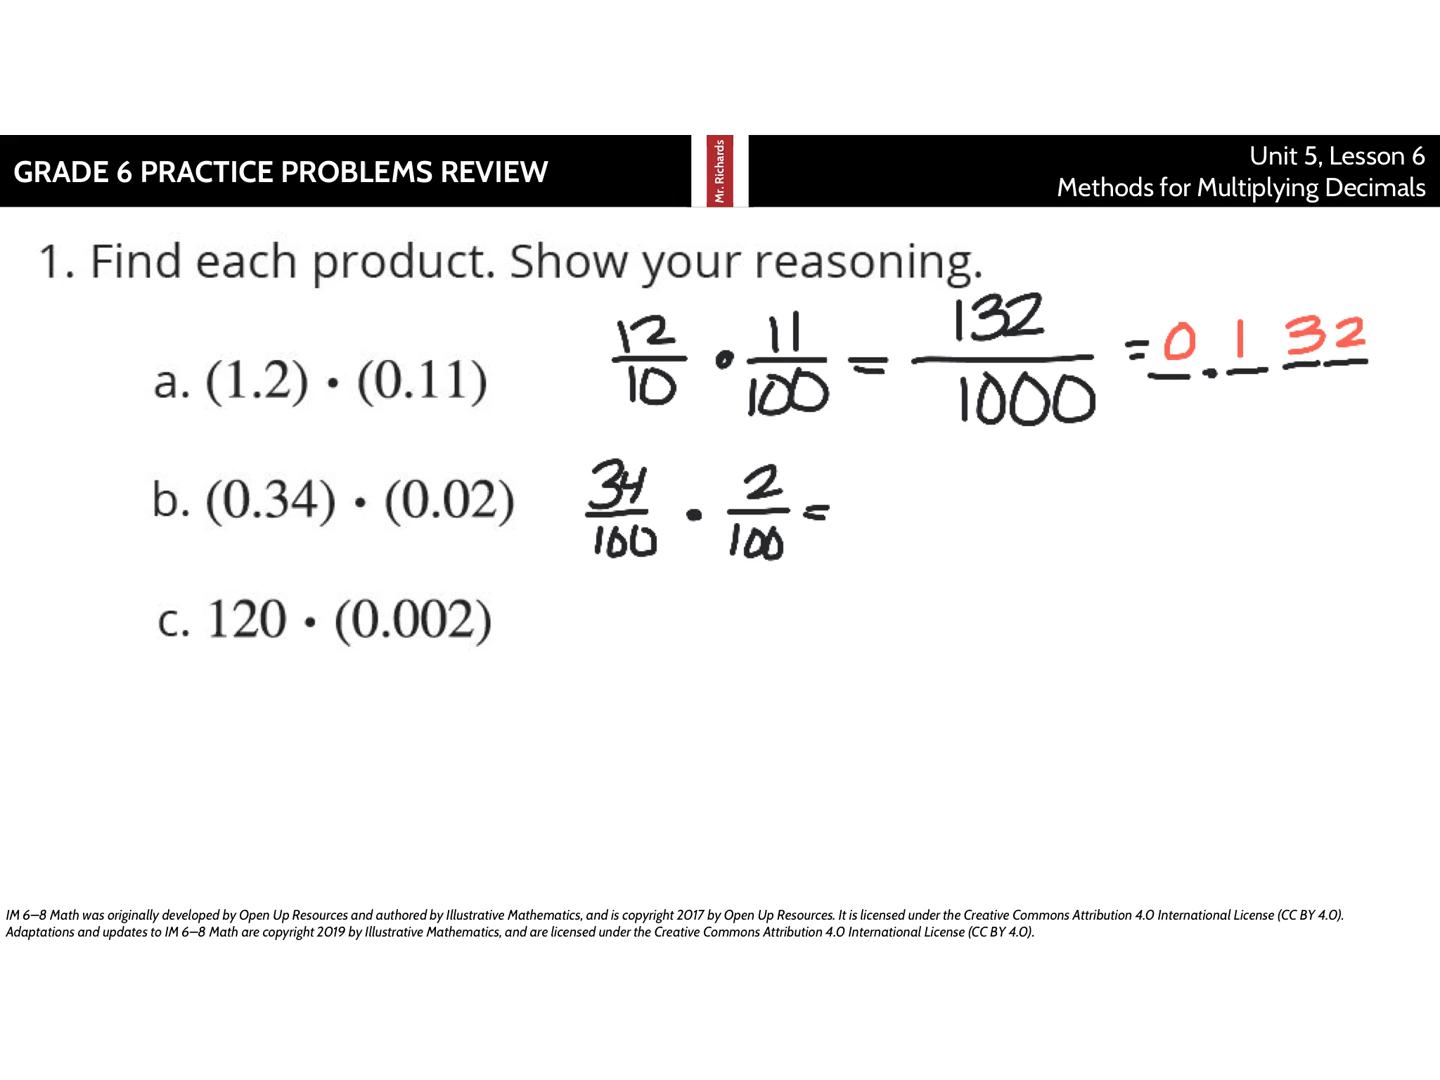 GRADE 6 PRACTICE PROBLEMS REVIEW
Mr. Richards
Unit 5, Lesson 6
Methods for Multiplying Decimals
1. Find each product. Show your reasoning.
a. (1.2) • (0.11)
12/10 • 11/100 = 132/1000 = 0.132
b. (0.34) • (0.02)
34/100 • 2/100 =
c. 120 • (0.002)
IM 6–8 Math was originally developed by Open Up Resources and authored by Illustrative Mathematics, and is copyright 2017 by Open Up Resources. It is licensed under the Creative Commons Attribution 4.0 International License (CC BY 4.0).
Adaptations and updates to IM 6–8 Math are copyright 2019 by Illustrative Mathematics, and are licensed under the Creative Commons Attribution 4.0 International License (CC BY 4.0).